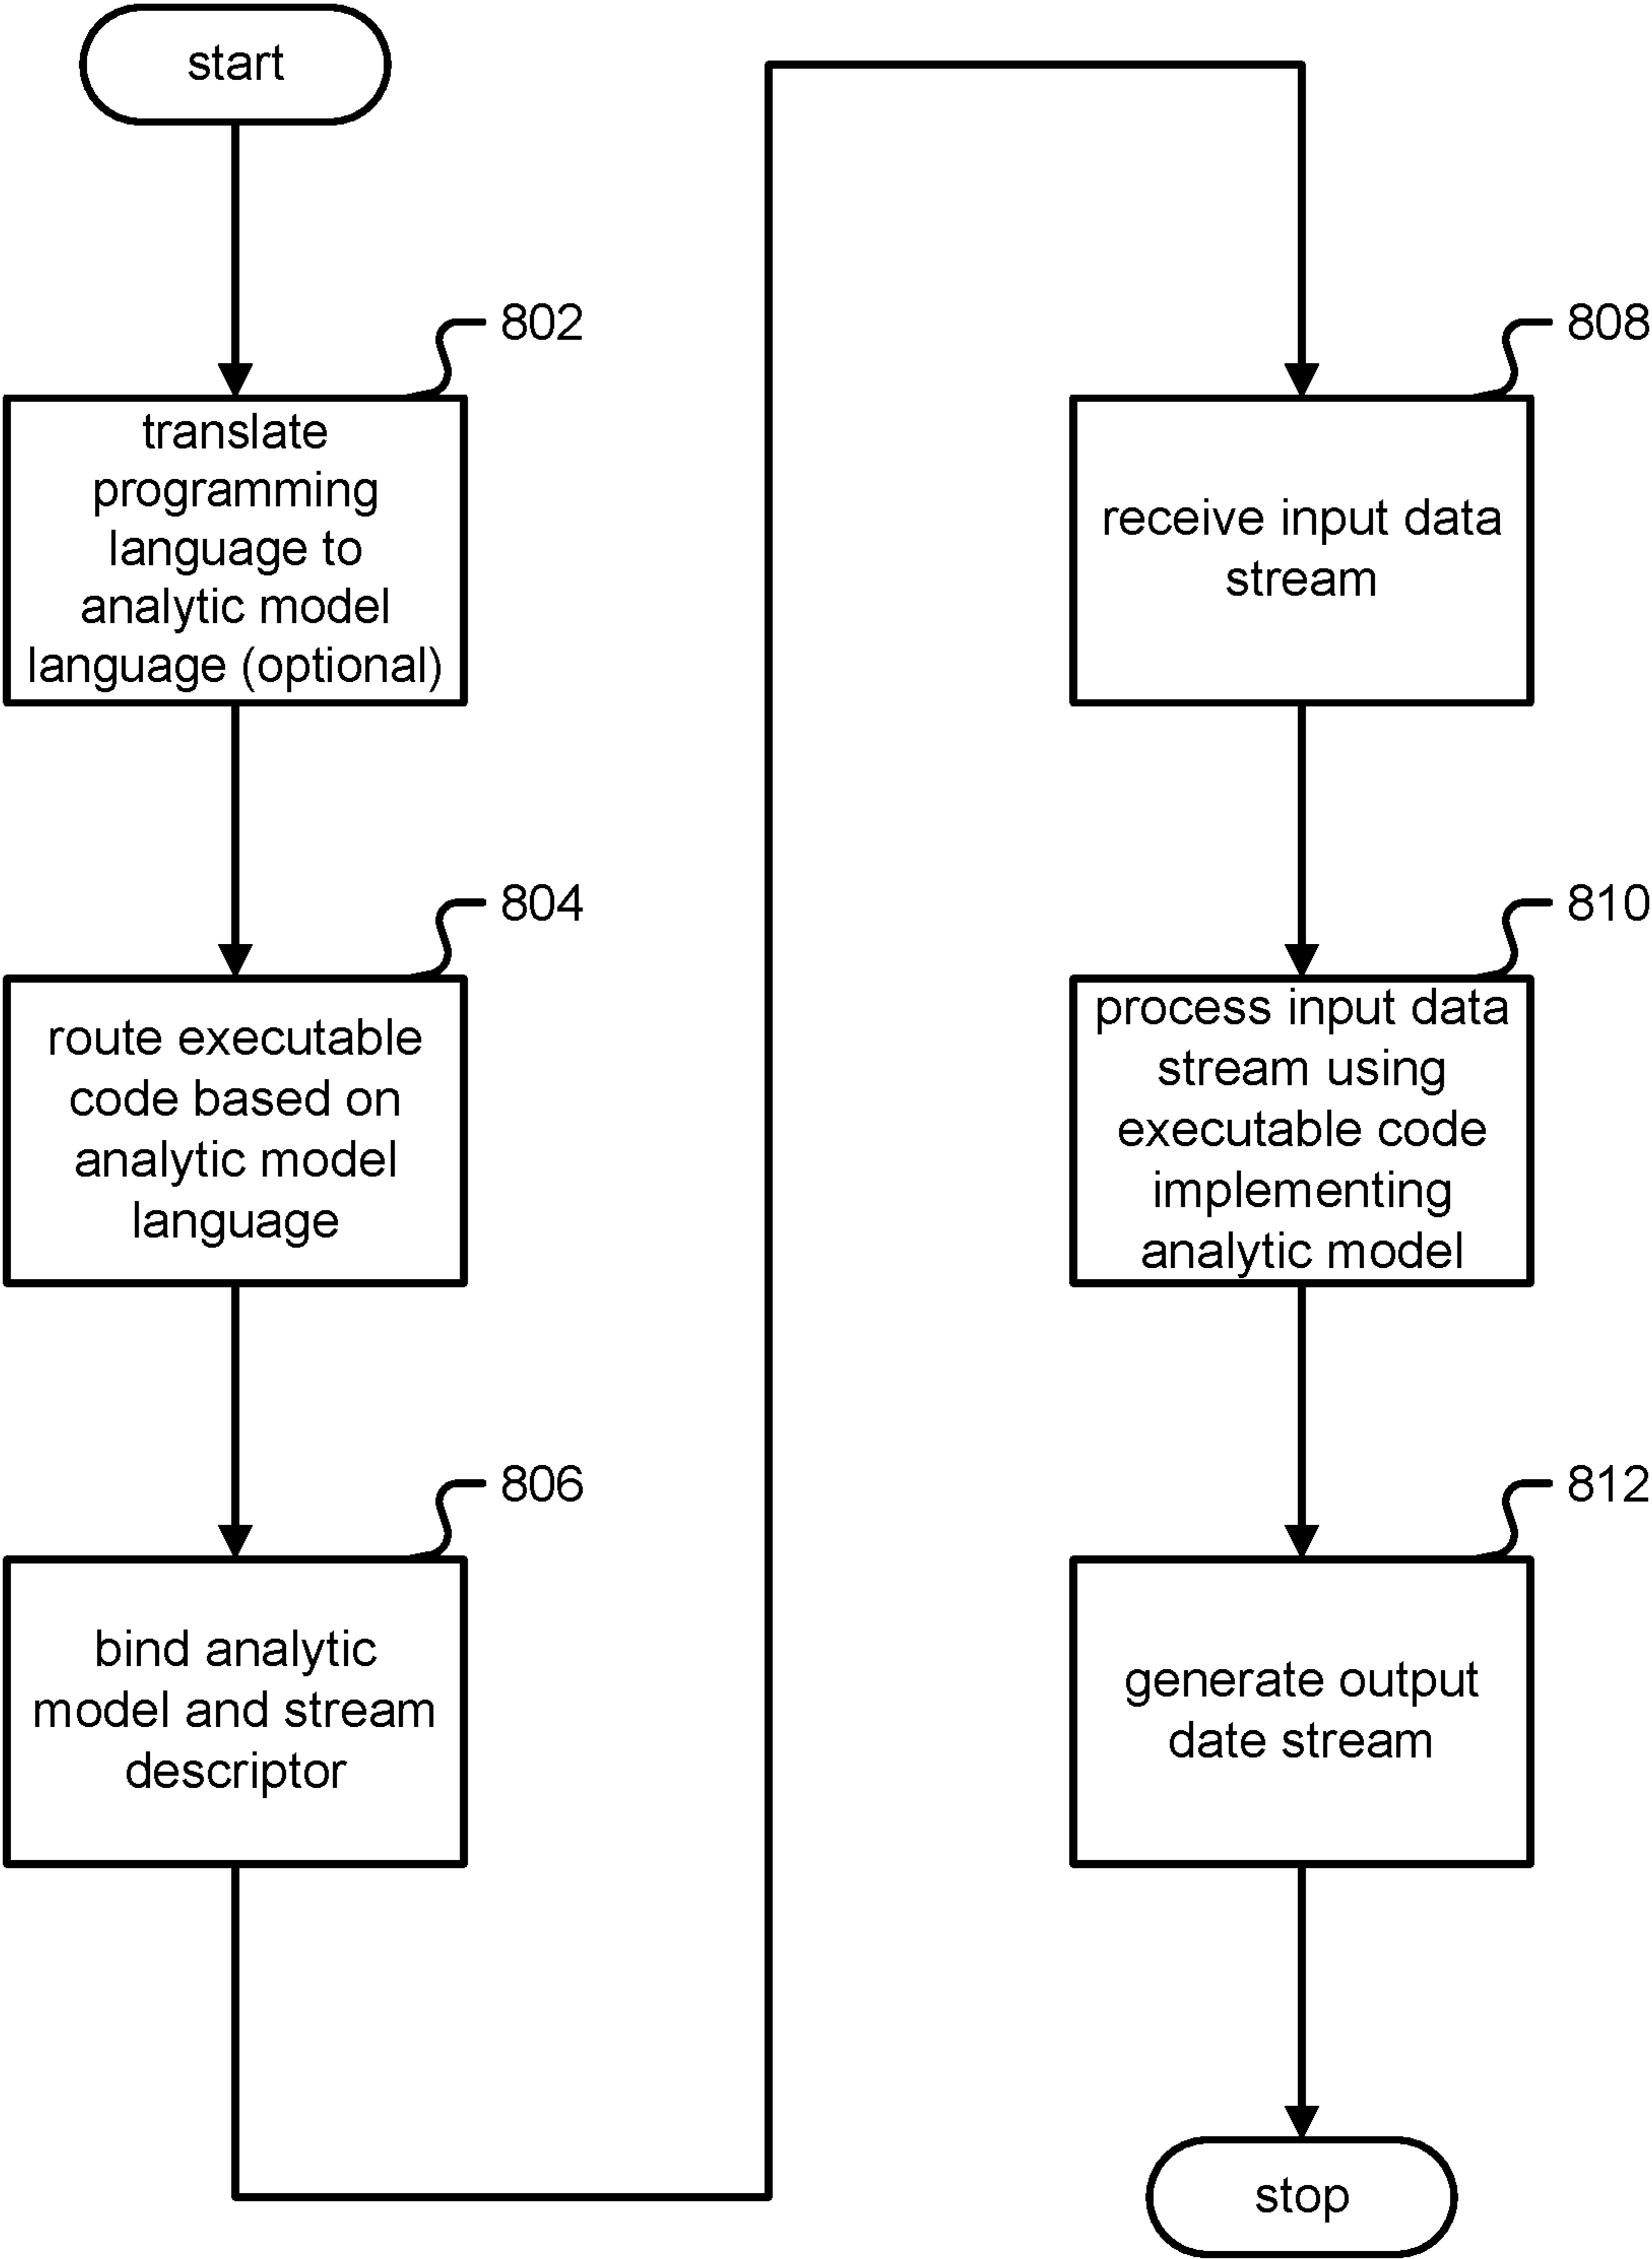 start
802
translate
programming
language to
analytic model
language (optional)
804
route executable
code based on
analytic model
language
806
bind analytic
model and stream
descriptor
808
receive input data
stream
810
process input data
stream using
executable code
implementing
analytic model
812
generate output
date stream
stop